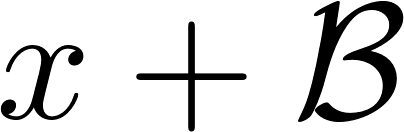 x + ℬ